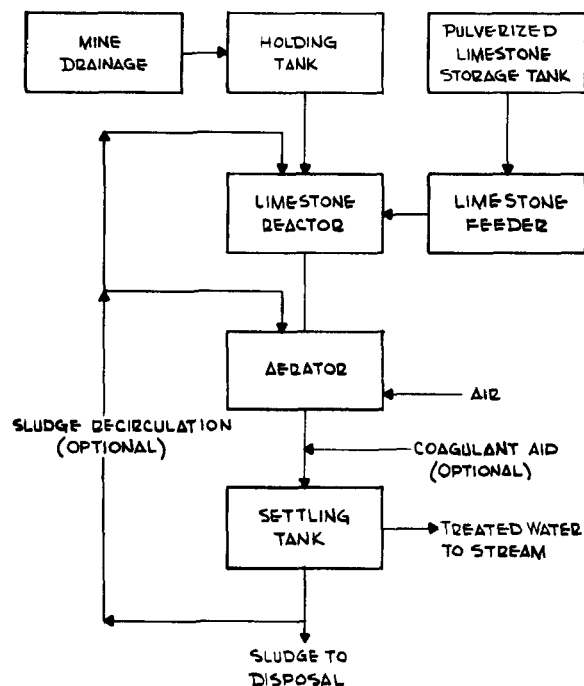 MINE
DRAINAGE
HOLDING
TANK
PULVERIZED
LIMESTONE
STORAGE TANK
LIMESTONE
REACTOR
LIMESTONE
FEEDER
AERATOR
AIR
SLUDGE RECIRCULATION
(OPTIONAL)
COAGULANT AID
(OPTIONAL)
SETTLING
TANK
TREATED WATER
TO STREAM
SLUDGE TO
DISPOSAL